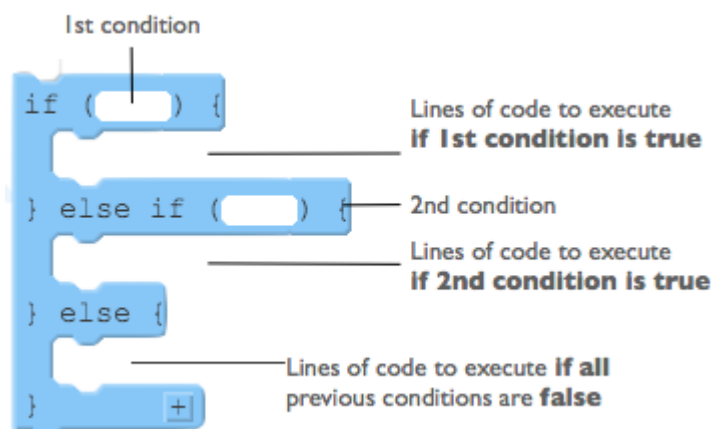 1st condition
if ( ) {
Lines of code to execute
if 1st condition is true
} else if ( ) {
2nd condition
Lines of code to execute
if 2nd condition is true
} else {
Lines of code to execute if all
previous conditions are false
} +